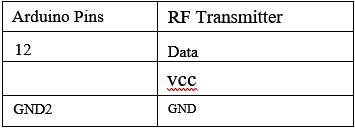 Arduino Pins RF Transmitter
12 Data
vcc
GND2 GND